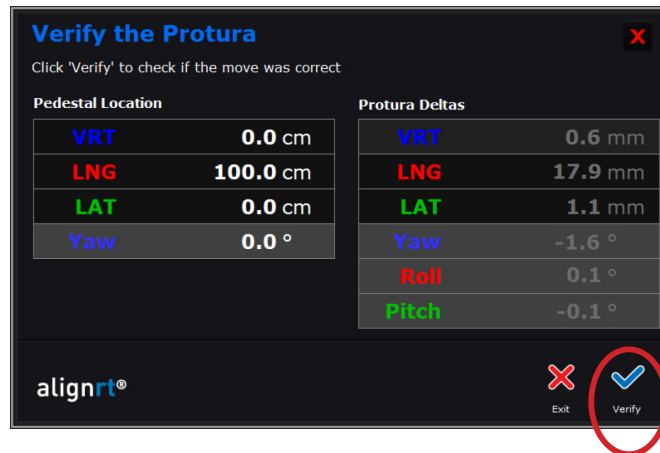 Verify the Protura
X
Click 'Verify' to check if the move was correct
Pedestal Location
VRT 0.0 cm
LNG 100.0 cm
LAT 0.0 cm
Yaw 0.0 °
Protura Deltas
VRT 0.6 mm
LNG 17.9 mm
LAT 1.1 mm
Yaw -1.6 °
Roll 0.1 °
Pitch -0.1 °
alignrt®
Exit
Verify